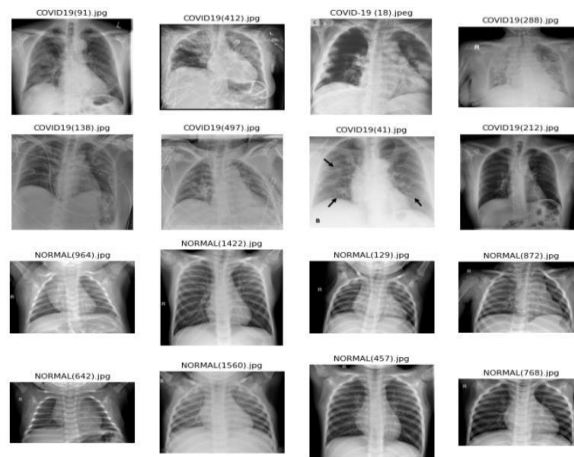 COVID19(91).jpg
COVID19(412).jpg
COVID-19 (18).jpeg
COVID19(288).jpg
COVID19(138).jpg
COVID19(497).jpg
COVID19(41).jpg
COVID19(212).jpg
NORMAL(964).jpg
NORMAL(1422).jpg
NORMAL(129).jpg
NORMAL(872).jpg
NORMAL(642).jpg
NORMAL(1560).jpg
NORMAL(457).jpg
NORMAL(768).jpg